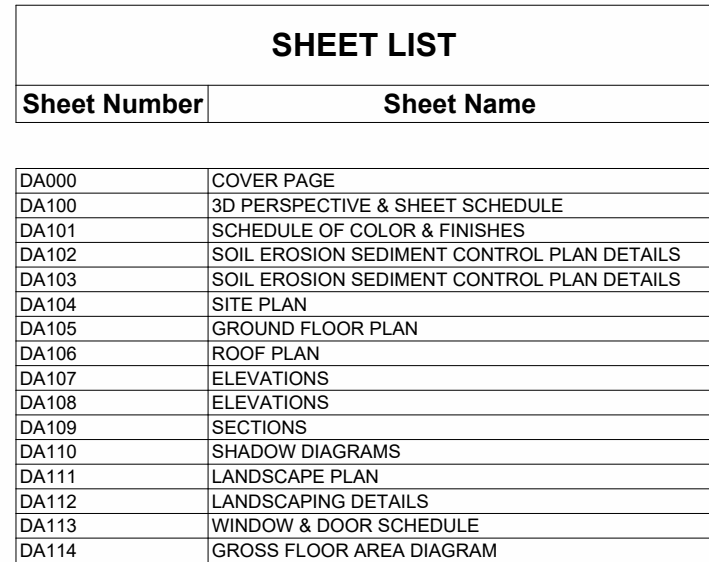 SHEET LIST
Sheet Number Sheet Name
DA000 COVER PAGE
DA100 3D PERSPECTIVE & SHEET SCHEDULE
DA101 SCHEDULE OF COLOR & FINISHES
DA102 SOIL EROSION SEDIMENT CONTROL PLAN DETAILS
DA103 SOIL EROSION SEDIMENT CONTROL PLAN DETAILS
DA104 SITE PLAN
DA105 GROUND FLOOR PLAN
DA106 ROOF PLAN
DA107 ELEVATIONS
DA108 ELEVATIONS
DA109 SECTIONS
DA110 SHADOW DIAGRAMS
DA111 LANDSCAPE PLAN
DA112 LANDSCAPING DETAILS
DA113 WINDOW & DOOR SCHEDULE
DA114 GROSS FLOOR AREA DIAGRAM